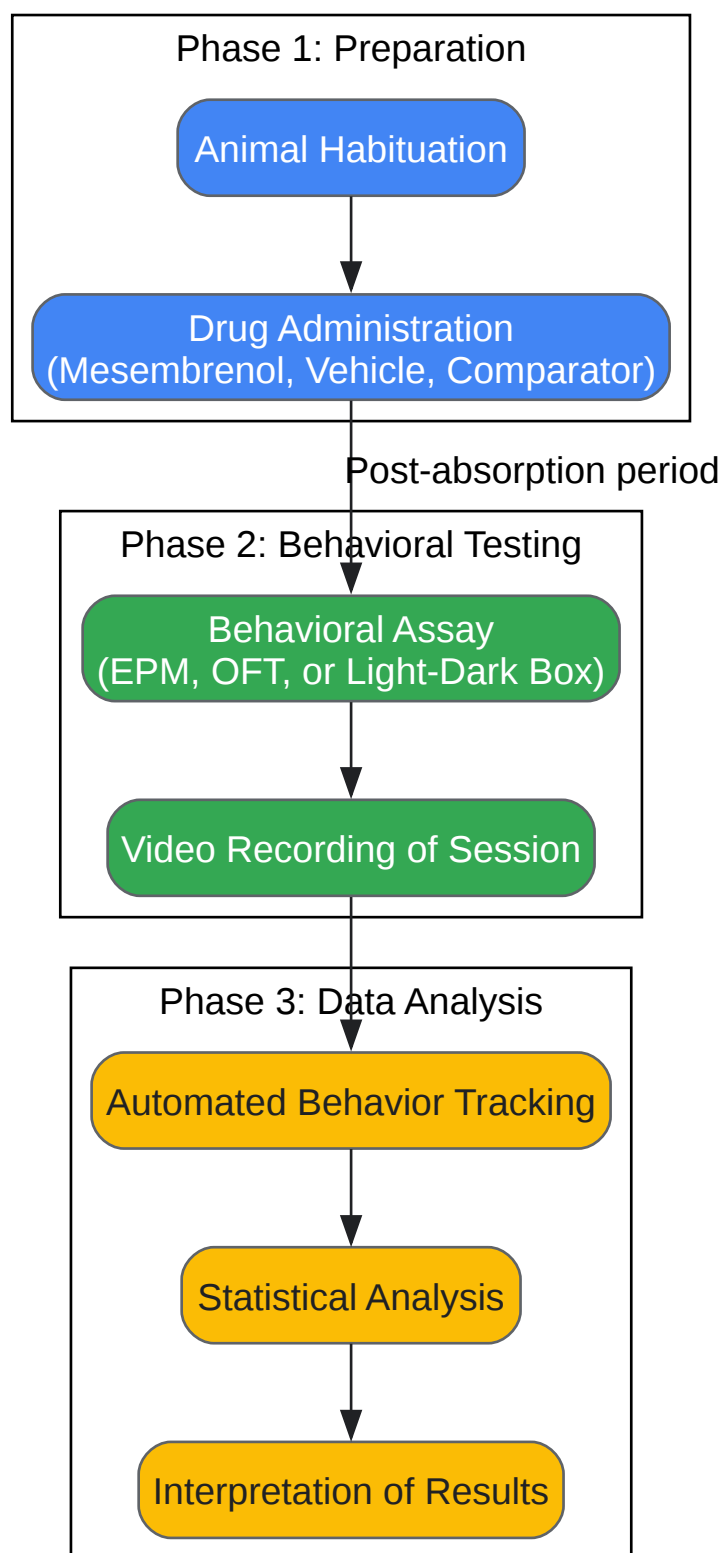 Phase 1: Preparation
Animal Habituation
Drug Administration
(Mesembrenol, Vehicle, Comparator)
Post-absorption period
Phase 2: Behavioral Testing
Behavioral Assay
(EPM, OFT, or Light-Dark Box)
Video Recording of Session
Phase 3: Data Analysis
Automated Behavior Tracking
Statistical Analysis
Interpretation of Results